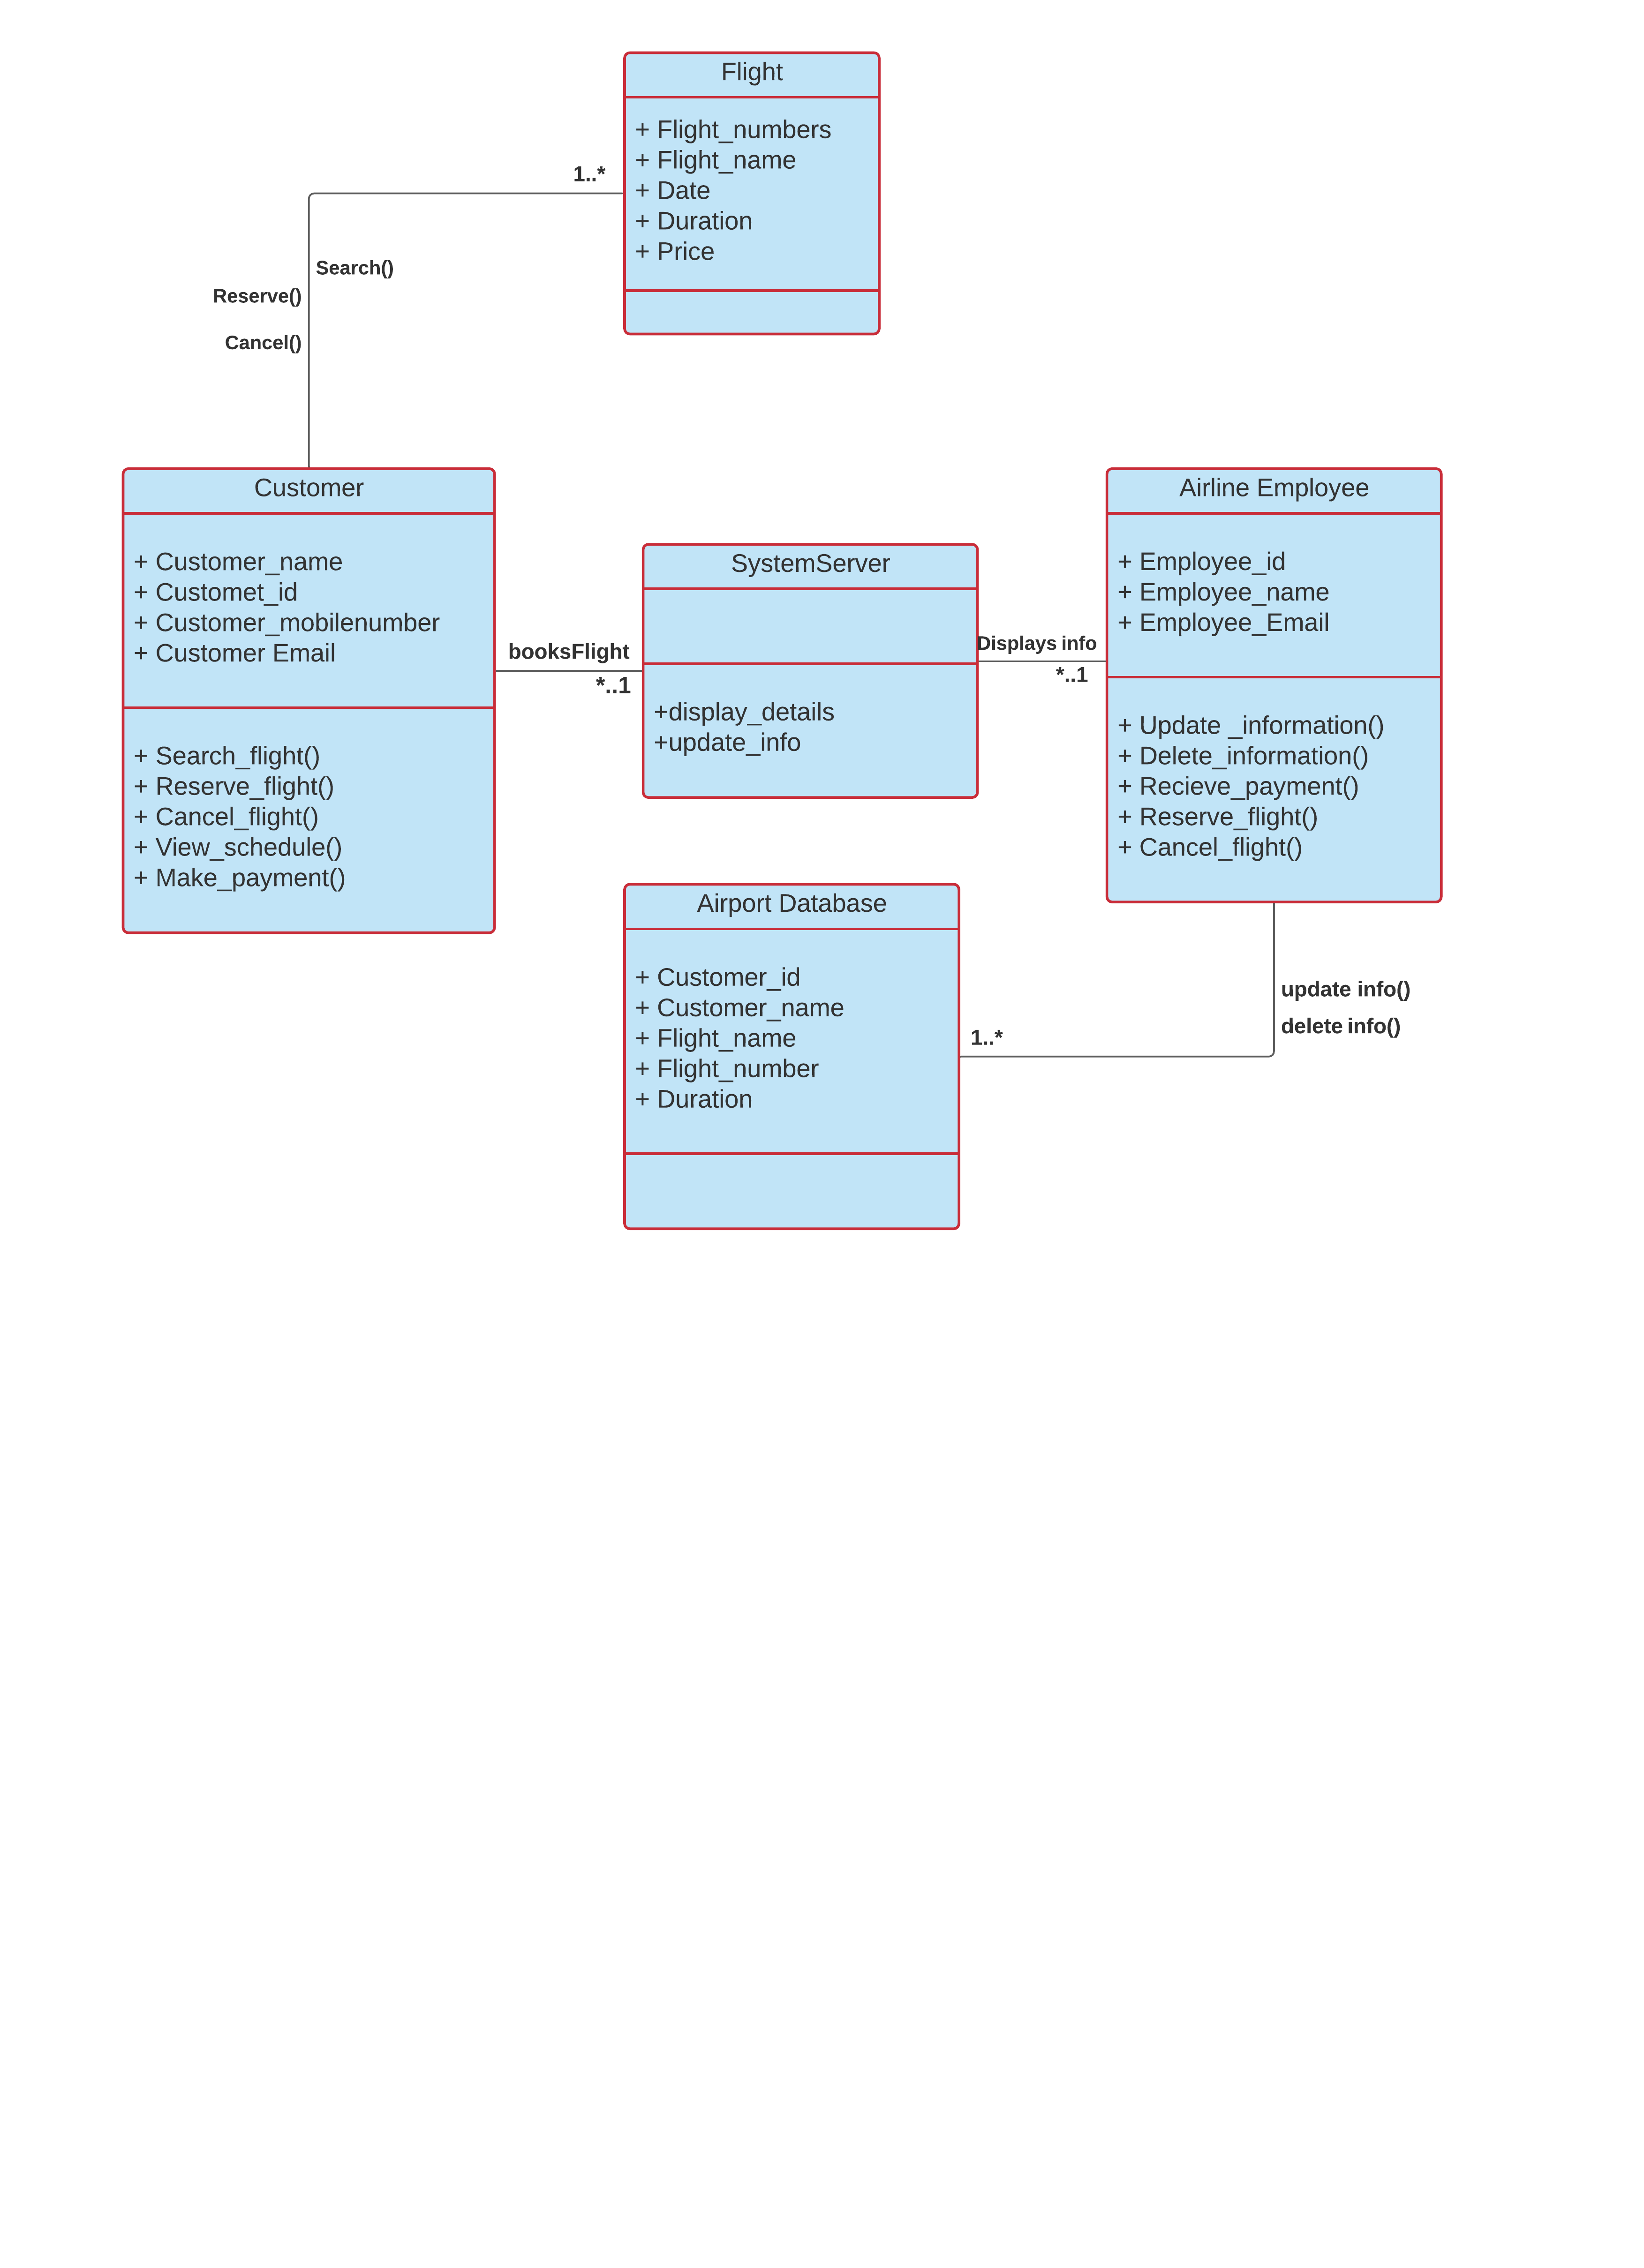 Flight
+ Flight_numbers
+ Flight_name
+ Date
+ Duration
+ Price
1..*
Search()
Reserve()
Cancel()
Customer
+ Customer_name
+ Customet_id
+ Customer_mobilenumber
+ Customer Email
+ Search_flight()
+ Reserve_flight()
+ Cancel_flight()
+ View_schedule()
+ Make_payment()
booksFlight
*..1
SystemServer
+display_details
+update_info
Displays info
*..1
Airline Employee
+ Employee_id
+ Employee_name
+ Employee_Email
+ Update _information()
+ Delete_information()
+ Recieve_payment()
+ Reserve_flight()
+ Cancel_flight()
Airport Database
+ Customer_id
+ Customer_name
+ Flight_name
+ Flight_number
+ Duration
1..*
update info()
delete info()